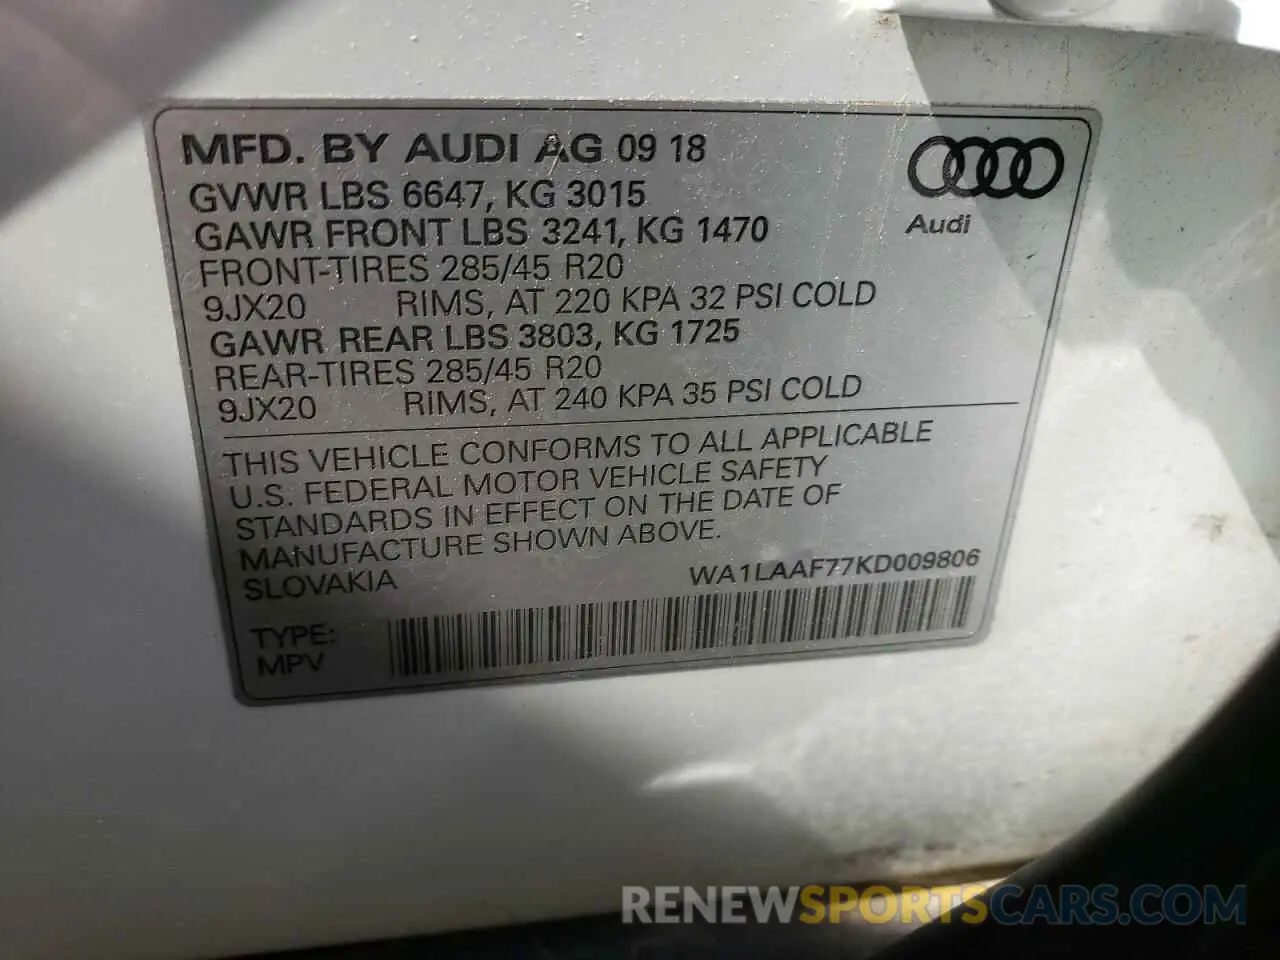 MFD. BY AUDI AG 09 18
GVWR LBS 6647, KG 3015
GAWR FRONT LBS 3241, KG 1470
FRONT-TIRES 285/45 R20
9JX20 RIMS, AT 220 KPA 32 PSI COLD
GAWR REAR LBS 3803, KG 1725
REAR-TIRES 285/45 R20
9JX20 RIMS, AT 240 KPA 35 PSI COLD
Audi
THIS VEHICLE CONFORMS TO ALL APPLICABLE
U.S. FEDERAL MOTOR VEHICLE SAFETY
STANDARDS IN EFFECT ON THE DATE OF
MANUFACTURE SHOWN ABOVE.
SLOVAKIA WA1LAAF77KD009806
TYPE:
MPV
RENEWSPORTSCARS.COM